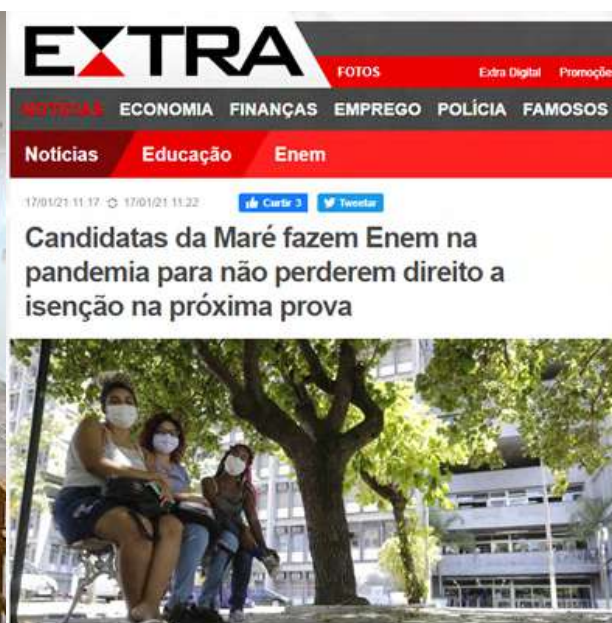 EXTRA
FOTOS Extra Digital Promoções
NOTÍCIAS ECONOMIA FINANÇAS EMPREGO POLÍCIA FAMOSOS
Notícias Educação Enem
17/01/21 11:17 17/01/21 11:22 Curtir 3 Tweetar
Candidatas da Maré fazem Enem na
pandemia para não perderem direito a
isenção na próxima prova